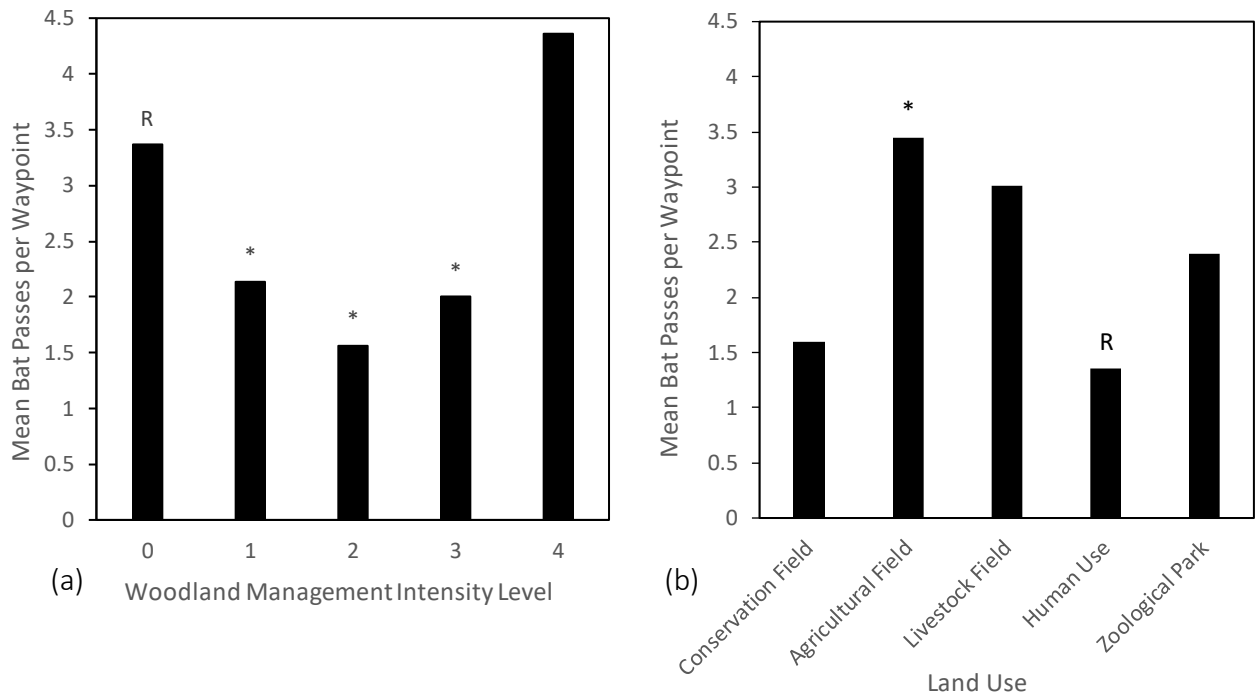 Mean Bat Passes per Waypoint
4.5
4
3.5
3
2.5
2
1.5
1
0.5
0
R
*
*
*
0 1 2 3 4
(a)
Woodland Management Intensity Level
Mean Bat Passes per Waypoint
4.5
4
3.5
3
2.5
2
1.5
1
0.5
0
*
R
Conservation Field
Agricultural Field
Livestock Field
Human Use
Zoological Park
(b)
Land Use